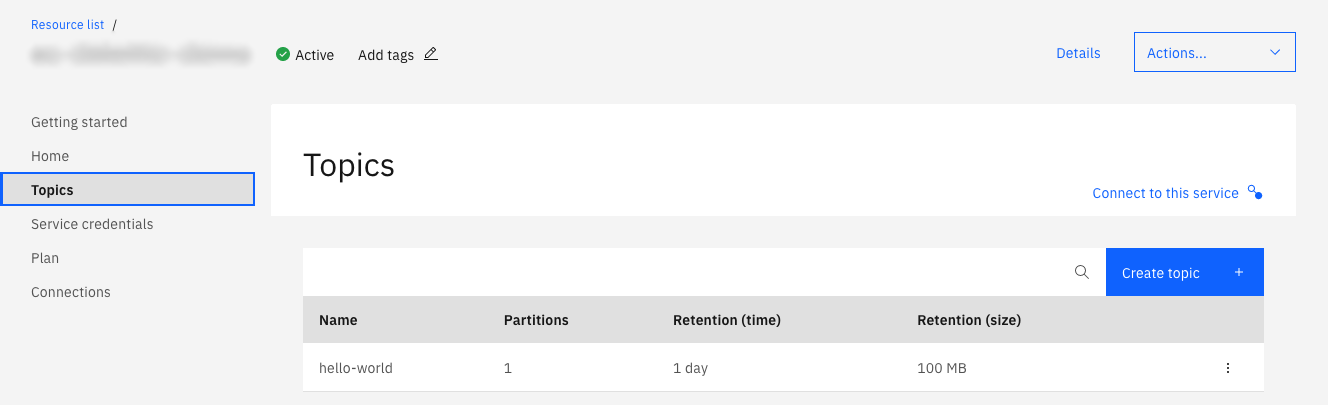 Resource list /
Active Add tags
Details Actions...
Getting started
Home
Topics
Service credentials
Plan
Connections
Topics
Connect to this service
Create topic +
Name Partitions Retention (time) Retention (size)
hello-world 1 1 day 100 MB